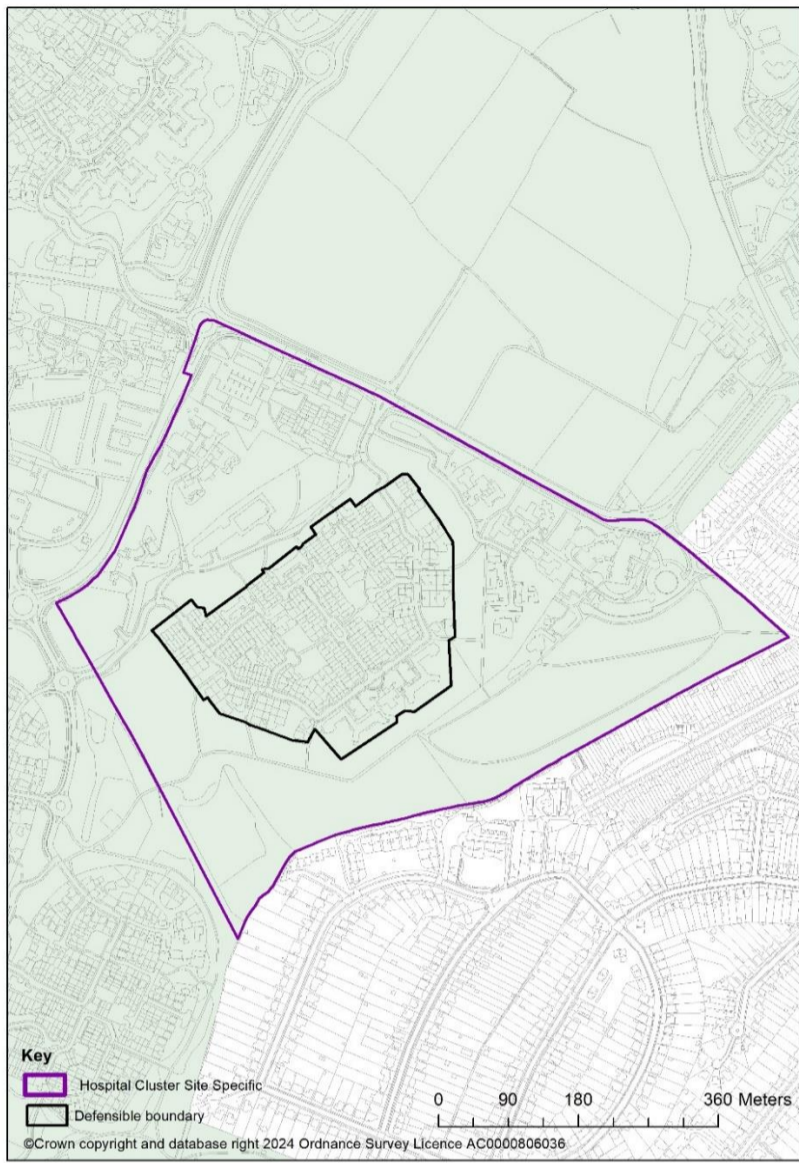 Key
Hospital Cluster Site Specific
Defensible boundary
0 90 180 360 Meters
©Crown copyright and database right 2024 Ordnance Survey Licence AC0000806036